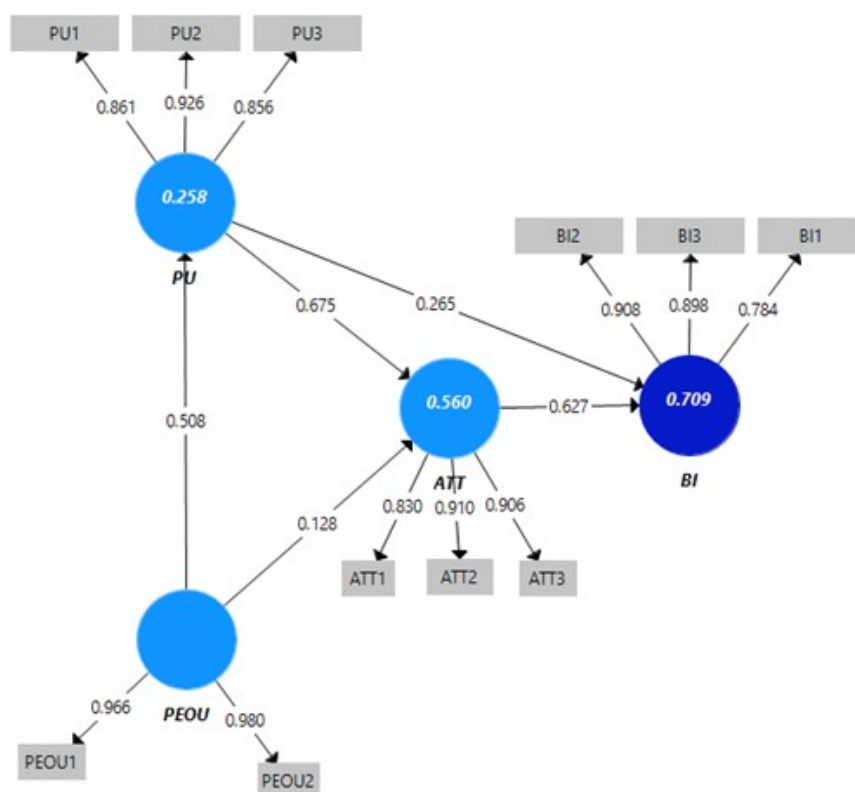 PU1 PU2 PU3
0.861 0.926 0.856
0.258
PU
BI2 BI3 BI1
0.908 0.898 0.784
0.675 0.265
0.560 0.627 0.709
ATT BI
0.508
0.830 0.910 0.906
0.128
ATT1 ATT2 ATT3
PEOU
0.966 0.980
PEOU1 PEOU2